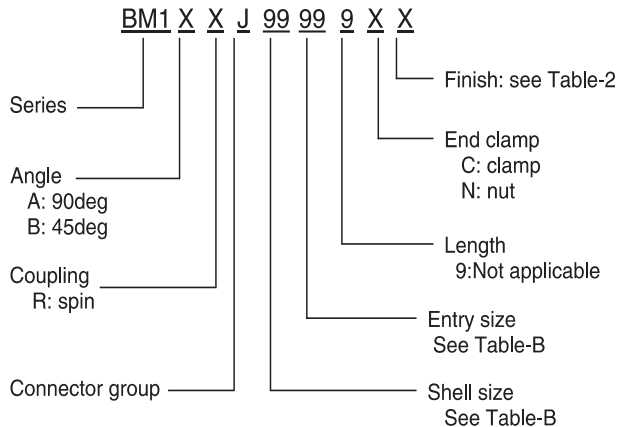 BM1 X X J 99 99 9 X X
Series
Angle
A: 90deg
B: 45deg
Coupling
R: spin
Connector group
Finish: see Table-2
End clamp
C: clamp
N: nut
Length
9:Not applicable
Entry size
See Table-B
Shell size
See Table-B